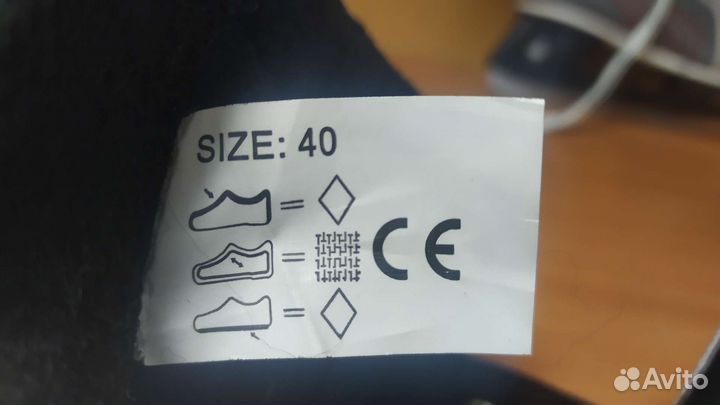 SIZE: 40
=
=
=
CE
Avito